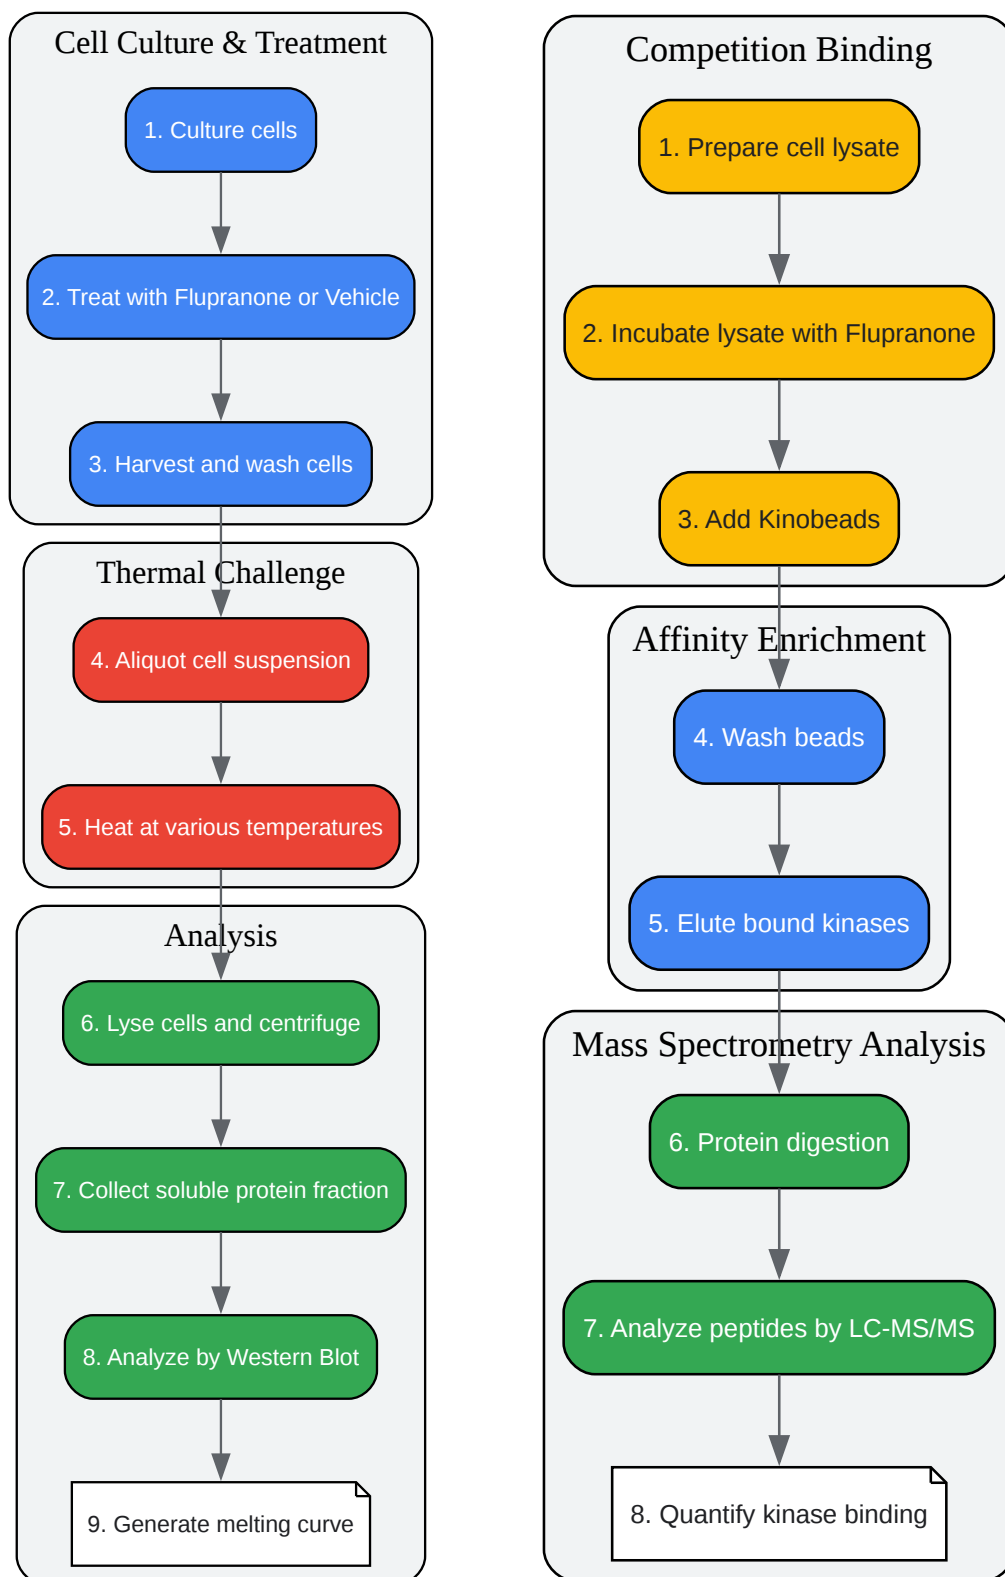 Cell Culture & Treatment
1. Culture cells
2. Treat with Flupranone or Vehicle
3. Harvest and wash cells
Thermal Challenge
4. Aliquot cell suspension
5. Heat at various temperatures
Analysis
6. Lyse cells and centrifuge
7. Collect soluble protein fraction
8. Analyze by Western Blot
9. Generate melting curve
Competition Binding
1. Prepare cell lysate
2. Incubate lysate with Flupranone
3. Add Kinobeads
Affinity Enrichment
4. Wash beads
5. Elute bound kinases
Mass Spectrometry Analysis
6. Protein digestion
7. Analyze peptides by LC-MS/MS
8. Quantify kinase binding